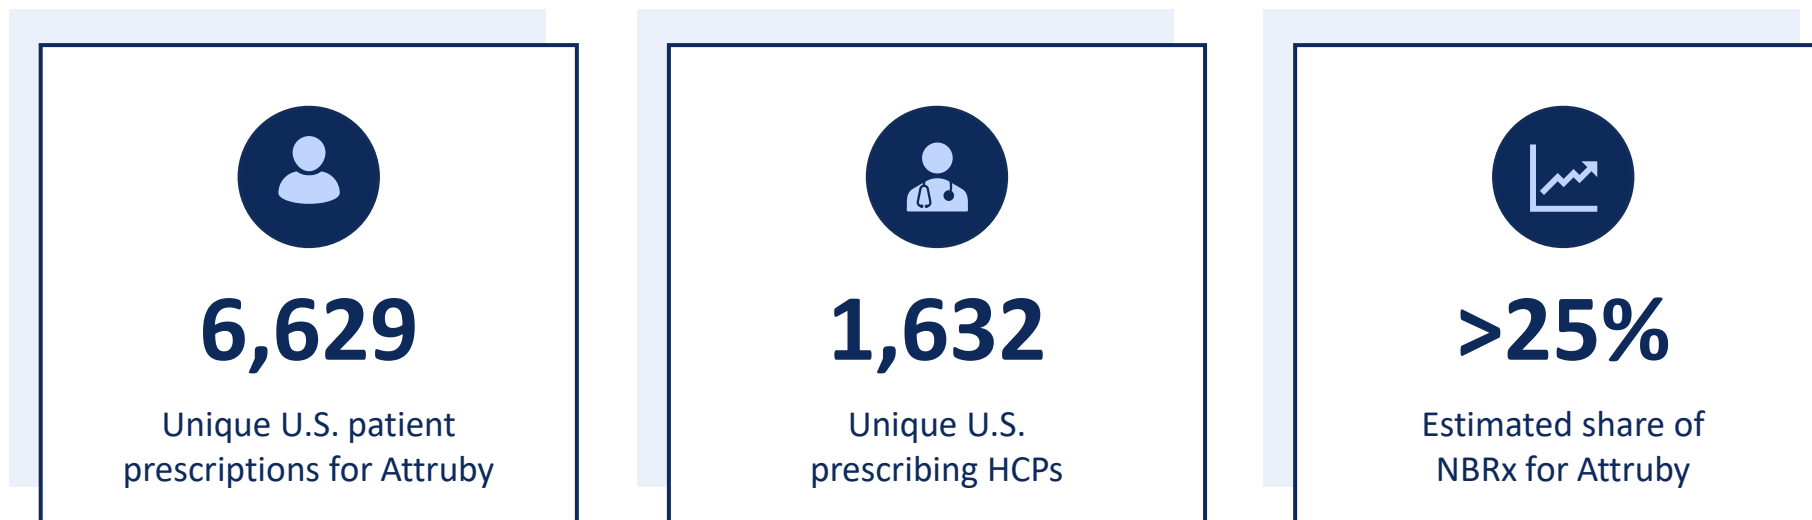 6,629
Unique U.S. patient
prescriptions for Attruby
1,632
Unique U.S.
prescribing HCPs
>25%
Estimated share of
NBRx for Attruby